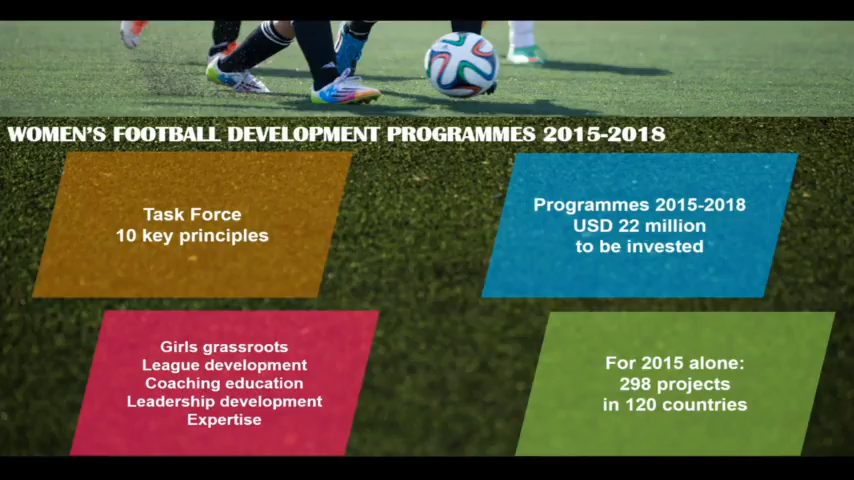 WOMEN'S FOOTBALL DEVELOPMENT PROGRAMMES 2015-2018
Task Force
10 key principles
Programmes 2015-2018
USD 22 million
to be invested
Girls grassroots
League development
Coaching education
Leadership development
Expertise
For 2015 alone:
298 projects
in 120 countries